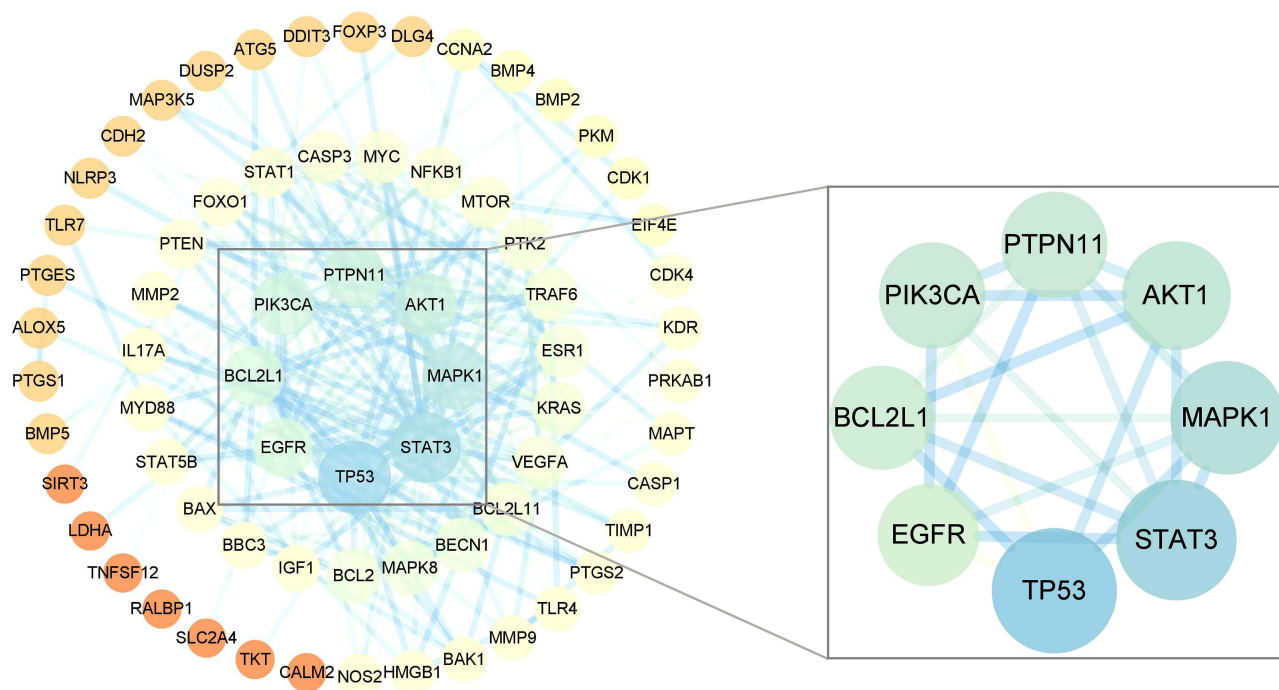 DDIT3
FOXP3
DLG4
ATG5
CCNA2
DUSP2
BMP4
MAP3K5
BMP2
CDH2
PKM
NLRP3
CDK1
TLR7
EIF4E
PTGES
CDK4
ALOX5
KDR
PTGS1
PRKAB1
BMP5
MAPT
SIRT3
CASP1
LDHA
TIMP1
TNFSF12
PTGS2
RALBP1
TLR4
SLC2A4
MMP9
TKT
BAK1
CALM2
NOS2
HMGB1
CASP3
MYC
STAT1
NFKB1
FOXO1
MTOR
PTEN
PTK2
MMP2
TRAF6
IL17A
ESR1
MYD88
KRAS
STAT5B
VEGFA
BAX
BCL2L11
BBC3
BECN1
IGF1
BCL2
MAPK8
PTPN11
PIK3CA
AKT1
BCL2L1
MAPK1
EGFR
STAT3
TP53
PTPN11
PIK3CA
AKT1
BCL2L1
MAPK1
EGFR
STAT3
TP53